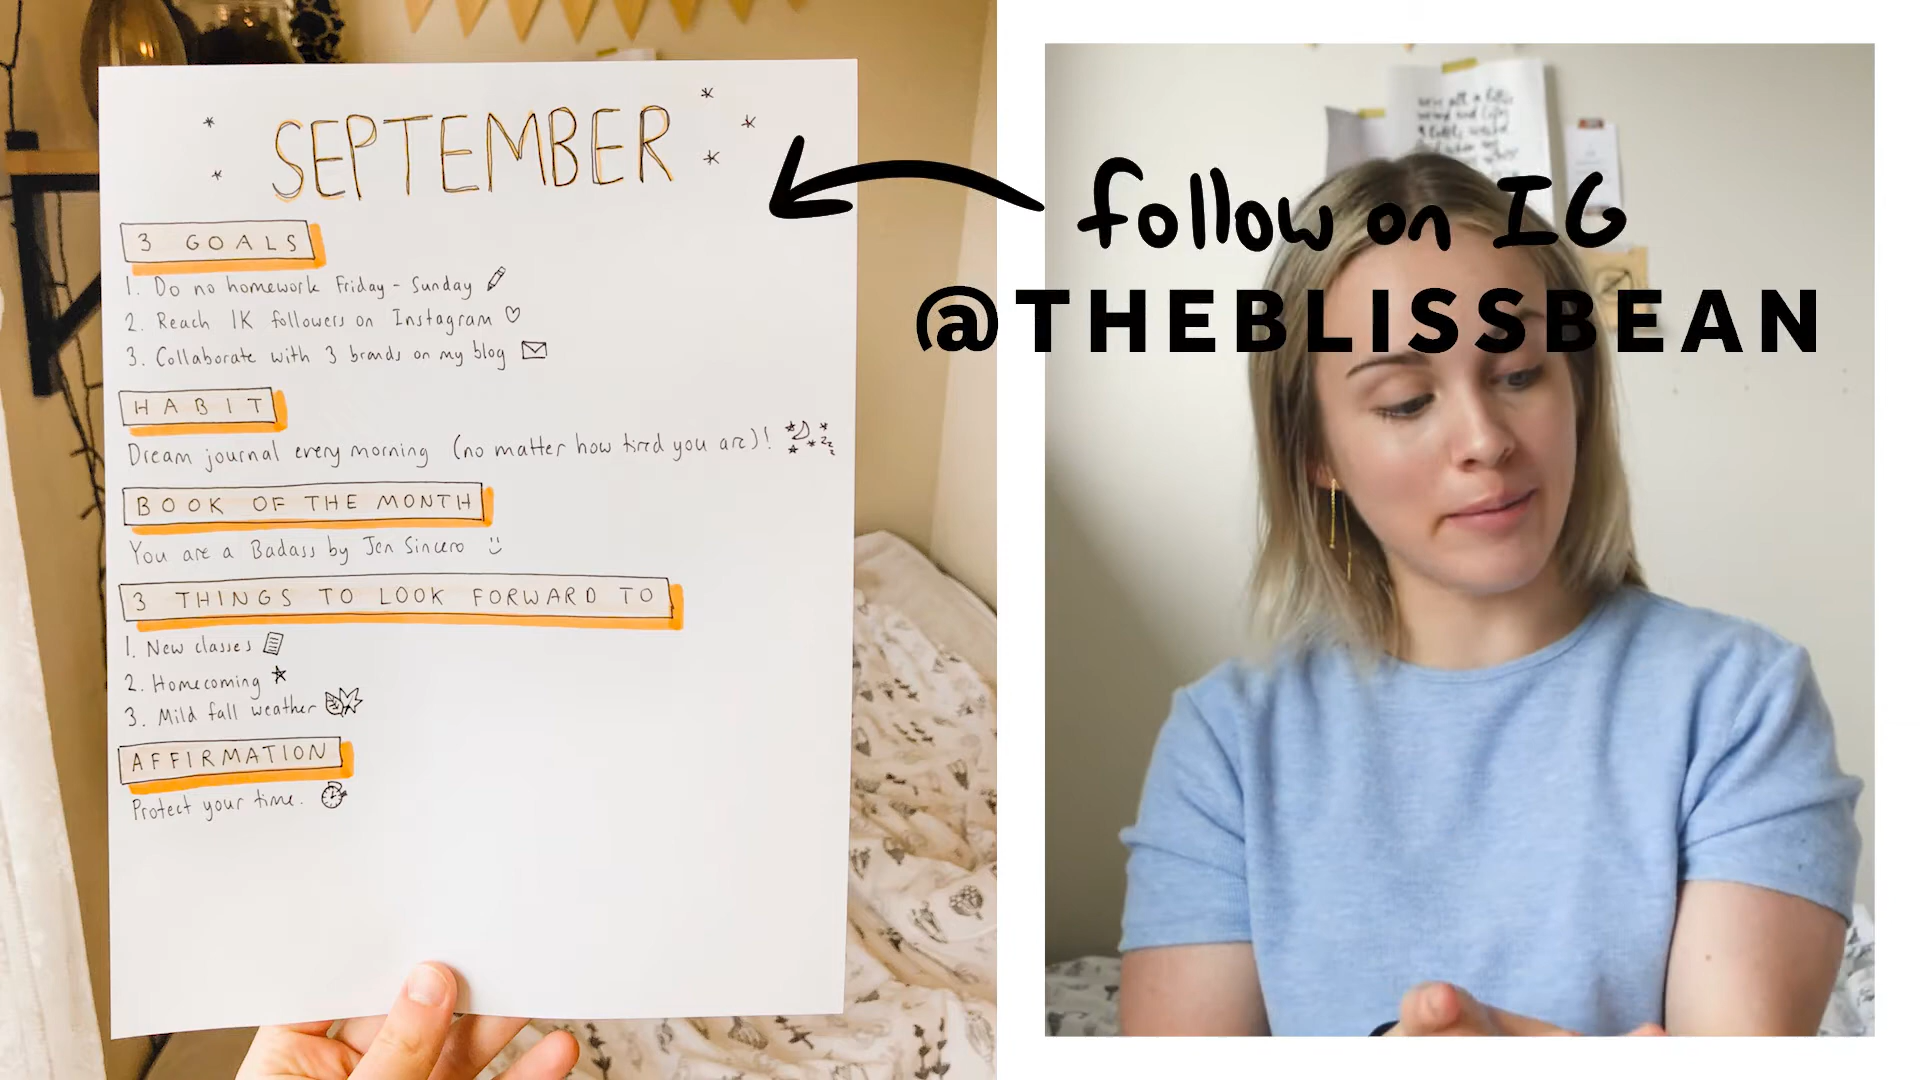 SEPTEMBER
3 GOALS
1. Do no homework Friday - Sunday
2. Reach 1K followers on Instagram
3. Collaborate with 3 brands on my blog
HABIT
Dream journal every morning (no matter how tired you are)!
BOOK OF THE MONTH
You are a Badass by Jen Sincero
3 THINGS TO LOOK FORWARD TO
1. New classes
2. Homecoming
3. Mild fall weather
AFFIRMATION
Protect your time.
follow on IG
@THEBLISSBEAN